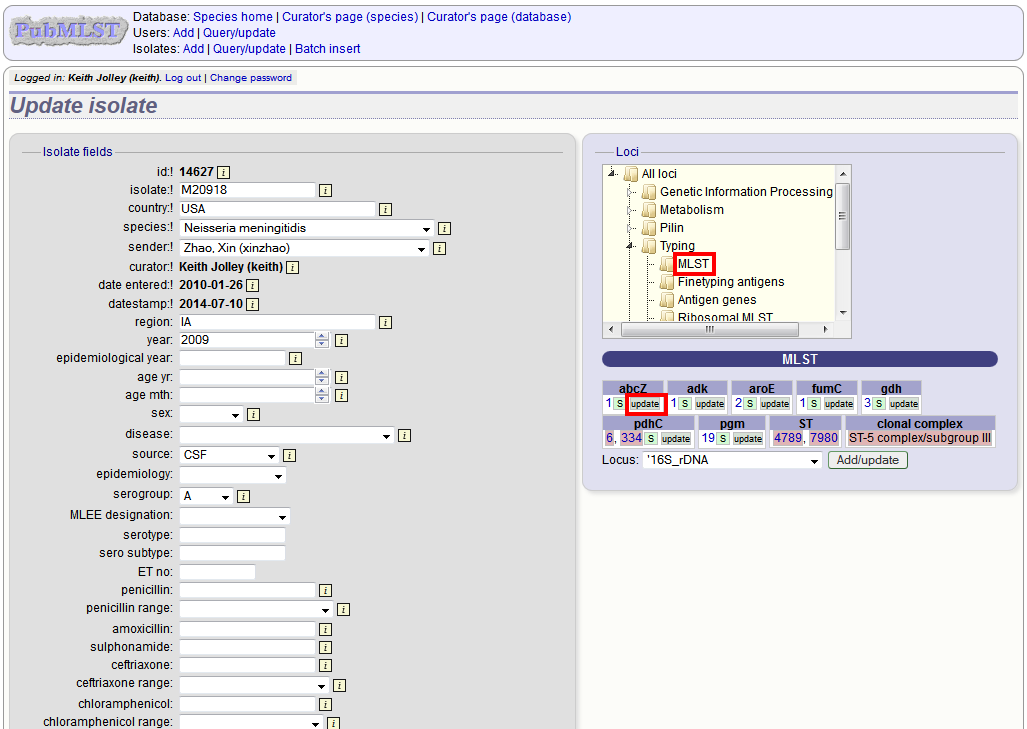 PubMLST
Database: Species home | Curator's page (species) | Curator's page (database)
Users: Add | Query/update
Isolates: Add | Query/update | Batch insert
Logged in: Keith Jolley (keith). Log out | Change password
Update isolate
Isolate fields
id:! 14627 i
isolate:! M20918 i
country:! USA i
species:! Neisseria meningitidis i
sender:! Zhao, Xin (xinzhao) i
curator:! Keith Jolley (keith) i
date entered:! 2010-01-26 i
datestamp:! 2014-07-10 i
region: IA i
year: 2009 i
epidemiological year: i
age yr: i
age mth: i
sex: i
disease: i
source: CSF i
epidemiology:
serogroup: A i
MLEE designation:
serotype:
sero subtype:
ET no:
penicillin: i
penicillin range: i
amoxicillin: i
sulphonamide: i
ceftriaxone: i
ceftriaxone range: i
chloramphenicol: i
chloramphenicol range: i
Loci
All loci
Genetic Information Processing
Metabolism
Pilin
Typing
MLST
Finetyping antigens
Antigen genes
Ribosomal MLST
MLST
abcZ adk aroE fumC gdh
1 S update 1 S update 2 S update 1 S update 3 S update
pdhC pgm ST clonal complex
6, 334 S update 19 S update 4789, 7980 ST-5 complex/subgroup III
Locus: '16S_rDNA Add/update